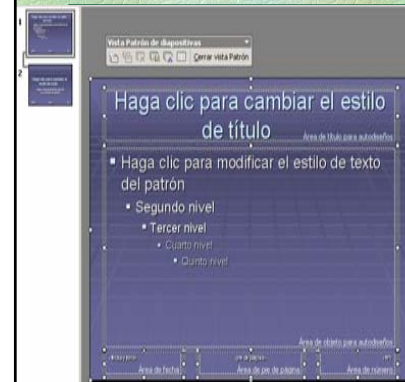 1
2
Vista Patrón de diapositivas
Cerrar vista Patrón
Haga clic para cambiar el estilo
de título
Área de título para autodiseños
Haga clic para modificar el estilo de texto
del patrón
Segundo nivel
Tercer nivel
Cuarto nivel
Quinto nivel
Área de objeto para autodiseños
Área de fecha
Área de pie de página
Área de número